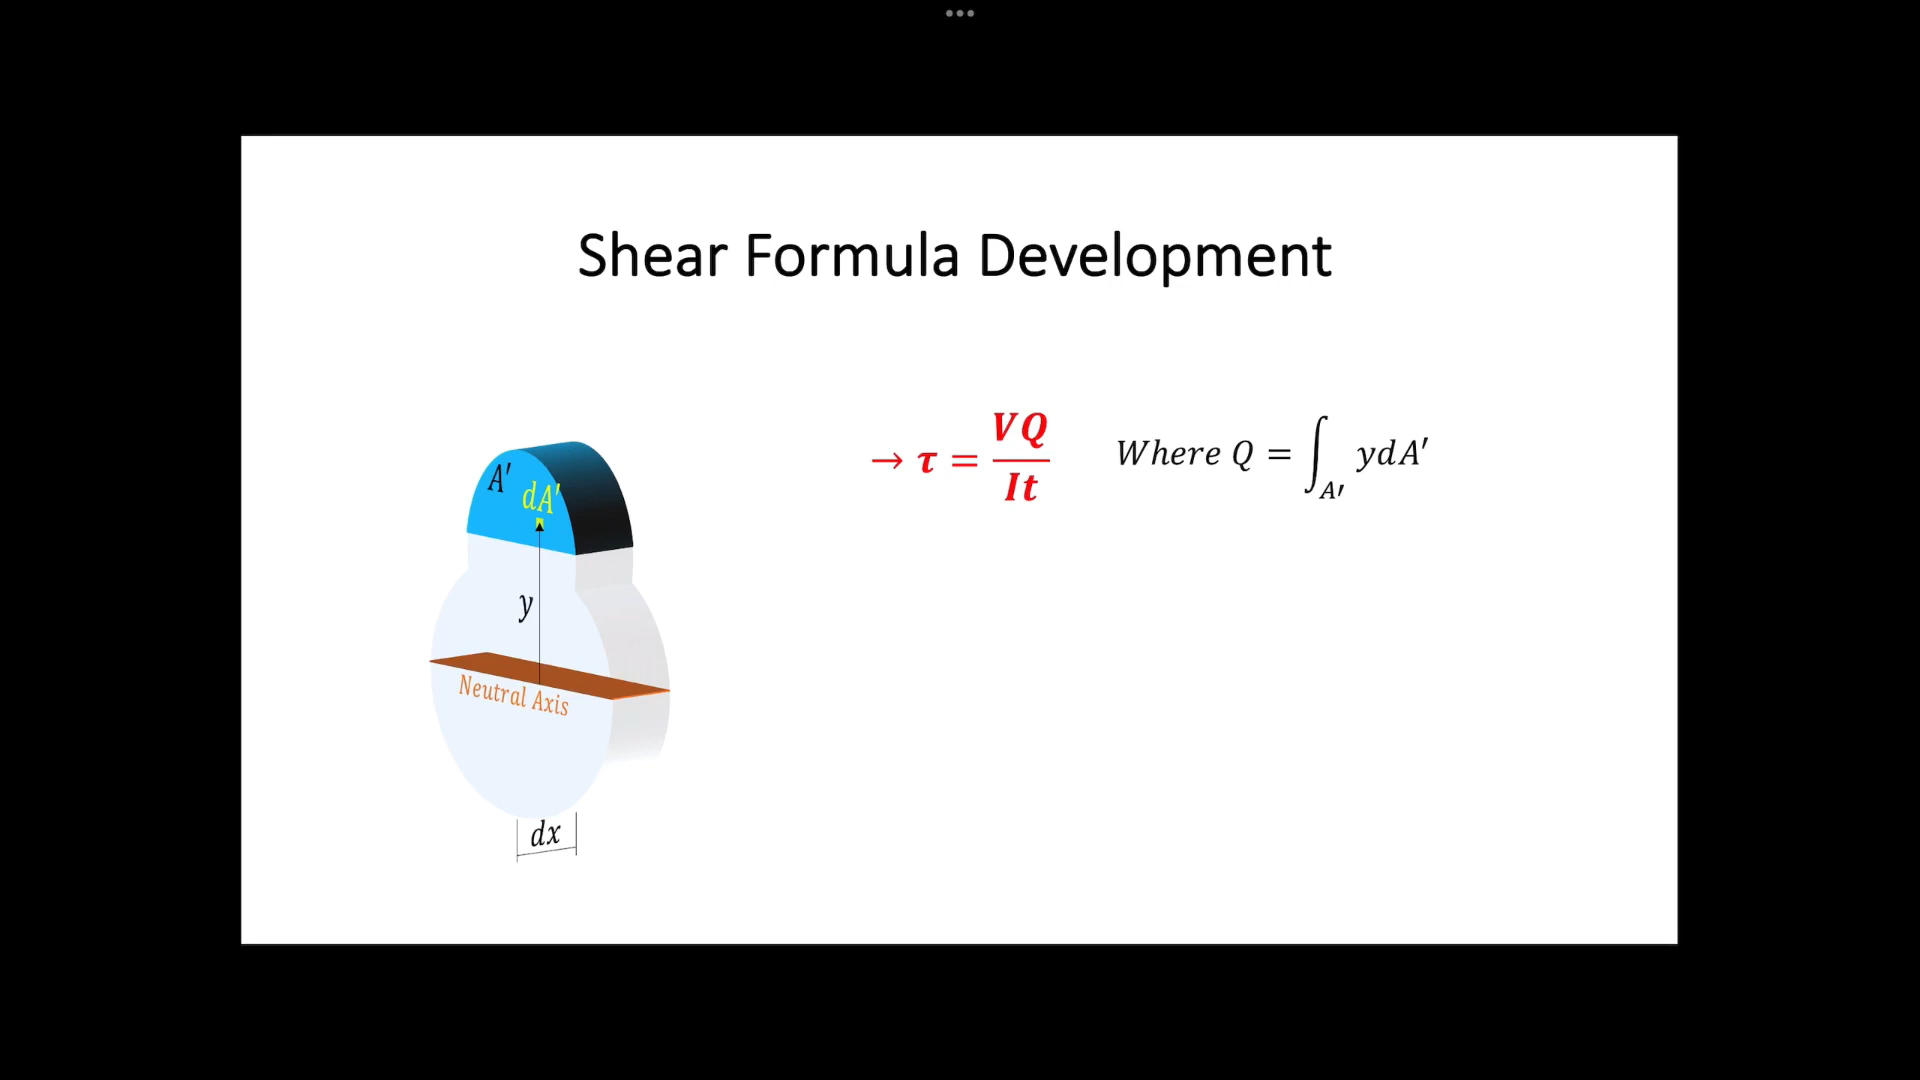 Shear Formula Development
→ τ = VQ / It
Where Q = ∫_{A′} ydA′
A′
dA′
y
Neutral Axis
dx